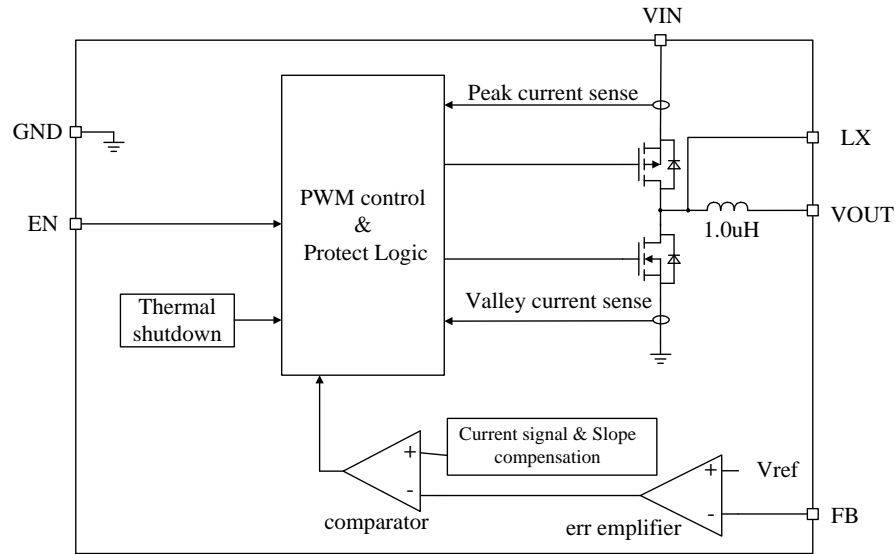 VIN
Peak current sense
GND
LX
PWM control
&
Protect Logic
EN
VOUT
1.0uH
Thermal
shutdown
Valley current sense
Current signal & Slope
compensation
+
-
comparator
+
-
Vref
err emplifier
FB